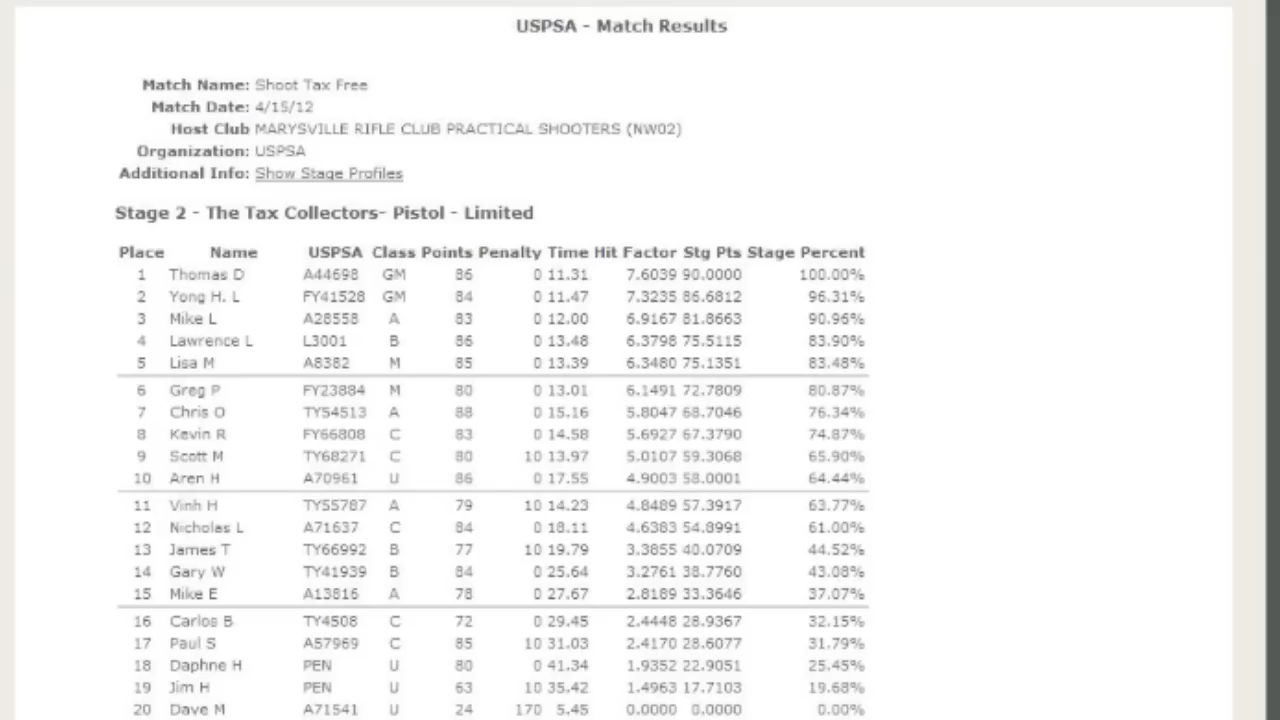 USPSA - Match Results
Match Name: Shoot Tax Free
Match Date: 4/15/12
Host Club MARYSVILLE RIFLE CLUB PRACTICAL SHOOTERS (NW02)
Organization: USPSA
Additional Info: Show Stage Profiles
Stage 2 - The Tax Collectors- Pistol - Limited
Place Name USPSA Class Points Penalty Time Hit Factor Stg Pts Stage Percent
1 Thomas D A44698 GM 86 0 11.31 7.6039 90.0000 100.00%
2 Yong H. L FY41528 GM 84 0 11.47 7.3235 86.6812 96.31%
3 Mike L A28558 A 83 0 12.00 6.9167 81.8663 90.96%
4 Lawrence L L3001 B 86 0 13.48 6.3798 75.5115 83.90%
5 Lisa M A8382 M 85 0 13.39 6.3480 75.1351 83.48%
6 Greg P FY23884 M 80 0 13.01 6.1491 72.7809 80.87%
7 Chris O TY54513 A 88 0 15.16 5.8047 68.7046 76.34%
8 Kevin R FY66808 C 83 0 14.58 5.6927 67.3790 74.87%
9 Scott M TY68271 C 80 10 13.97 5.0107 59.3068 65.90%
10 Aren H A70961 U 86 0 17.55 4.9003 58.0001 64.44%
11 Vinh H TY55787 A 79 10 14.23 4.8489 57.3917 63.77%
12 Nicholas L A71637 C 84 0 18.11 4.6383 54.8991 61.00%
13 James T TY66992 B 77 10 19.79 3.3855 40.0709 44.52%
14 Gary W TY41939 B 84 0 25.64 3.2761 38.7760 43.08%
15 Mike E A13816 A 78 0 27.67 2.8189 33.3646 37.07%
16 Carlos B TY4508 C 72 0 29.45 2.4448 28.9367 32.15%
17 Paul S A57969 C 85 10 31.03 2.4170 28.6077 31.79%
18 Daphne H PEN U 80 0 41.34 1.9352 22.9051 25.45%
19 Jim H PEN U 63 10 35.42 1.4963 17.7103 19.68%
20 Dave M A71541 U 24 170 5.45 0.0000 0.0000 0.00%